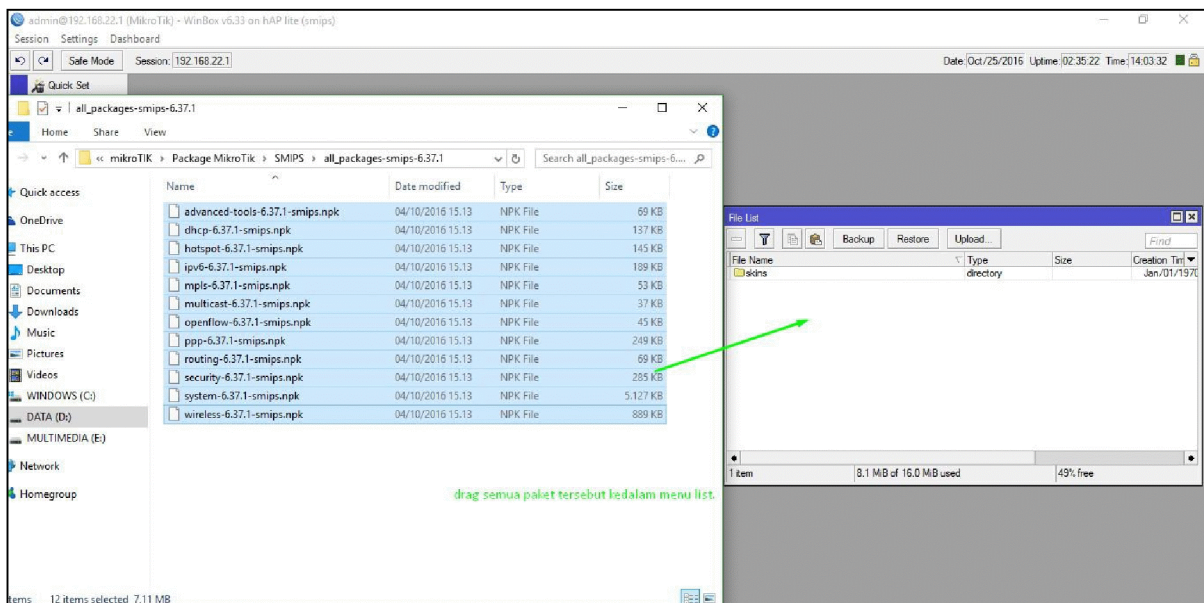 admin@192.168.22.1 (MikroTik) - WinBox v6.33 on hAP lite (smips)
Session Settings Dashboard
Safe Mode Session: 192.168.22.1 Date: Oct/25/2016 Uptime: 02:35:22 Time: 14:03:32
Quick Set
all_packages-smips-6.37.1
Home Share View
« mikroTIK > Package MikroTik > SMIPS > all_packages-smips-6.37.1 Search all_packages-smips-6....
Name Date modified Type Size
Quick access
OneDrive
This PC
Desktop
Documents
Downloads
Music
Pictures
Videos
WINDOWS (C:)
DATA (D:)
MULTIMEDIA (E:)
Network
Homegroup
advanced-tools-6.37.1-smips.npk 04/10/2016 15.13 NPK File 69 KB
dhcp-6.37.1-smips.npk 04/10/2016 15.13 NPK File 137 KB
hotspot-6.37.1-smips.npk 04/10/2016 15.13 NPK File 145 KB
ipv6-6.37.1-smips.npk 04/10/2016 15.13 NPK File 189 KB
mpls-6.37.1-smips.npk 04/10/2016 15.13 NPK File 53 KB
multicast-6.37.1-smips.npk 04/10/2016 15.13 NPK File 37 KB
openflow-6.37.1-smips.npk 04/10/2016 15.13 NPK File 45 KB
ppp-6.37.1-smips.npk 04/10/2016 15.13 NPK File 249 KB
routing-6.37.1-smips.npk 04/10/2016 15.13 NPK File 69 KB
security-6.37.1-smips.npk 04/10/2016 15.13 NPK File 285 KB
system-6.37.1-smips.npk 04/10/2016 15.13 NPK File 5.127 KB
wireless-6.37.1-smips.npk 04/10/2016 15.13 NPK File 889 KB
drag semua paket tersebut kedalam menu list.
12 items selected 7,11 MB
File List
Backup Restore Upload... Find
File Name Type Size Creation Tim
skins directory Jan/01/1970
1 item 8.1 MiB of 16.0 MiB used 49% free